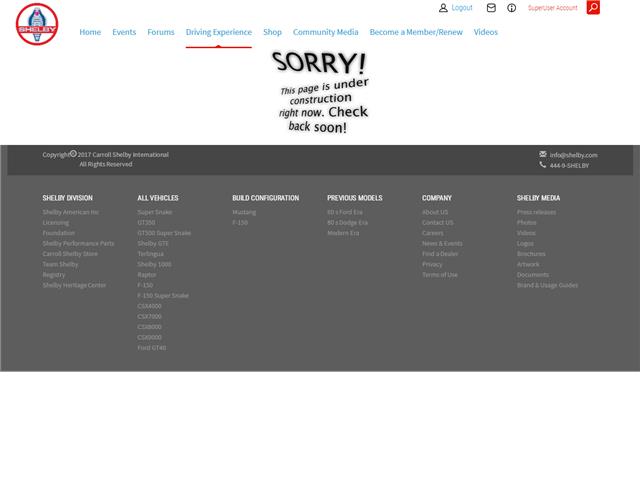 Logout
SuperUser Account
SHELBY
Home Events Forums Driving Experience Shop Community Media Become a Member/Renew Videos
SORRY!
This page is under
construction
right now. Check
back soon!
Copyright© 2017 Carroll Shelby International
All Rights Reserved
info@shelby.com
444-9-SHELBY
SHELBY DIVISION
Shelby American Inc
Licensing
Foundation
Shelby Performance Parts
Carroll Shelby Store
Team Shelby
Registry
Shelby Heritage Center
ALL VEHICLES
Super Snake
GT350
GT500 Super Snake
Shelby GTE
Terlingua
Shelby 1000
Raptor
F-150
F-150 Super Snake
CSX4000
CSX7000
CSX8000
CSX9000
Ford GT40
BUILD CONFIGURATION
Mustang
F-150
PREVIOUS MODELS
60 s Ford Era
80 s Dodge Era
Modern Era
COMPANY
About US
Contact US
Careers
News & Events
Find a Dealer
Privacy
Terms of Use
SHELBY MEDIA
Press releases
Photos
Videos
Logos
Brochures
Artwork
Documents
Brand & Usage Guides